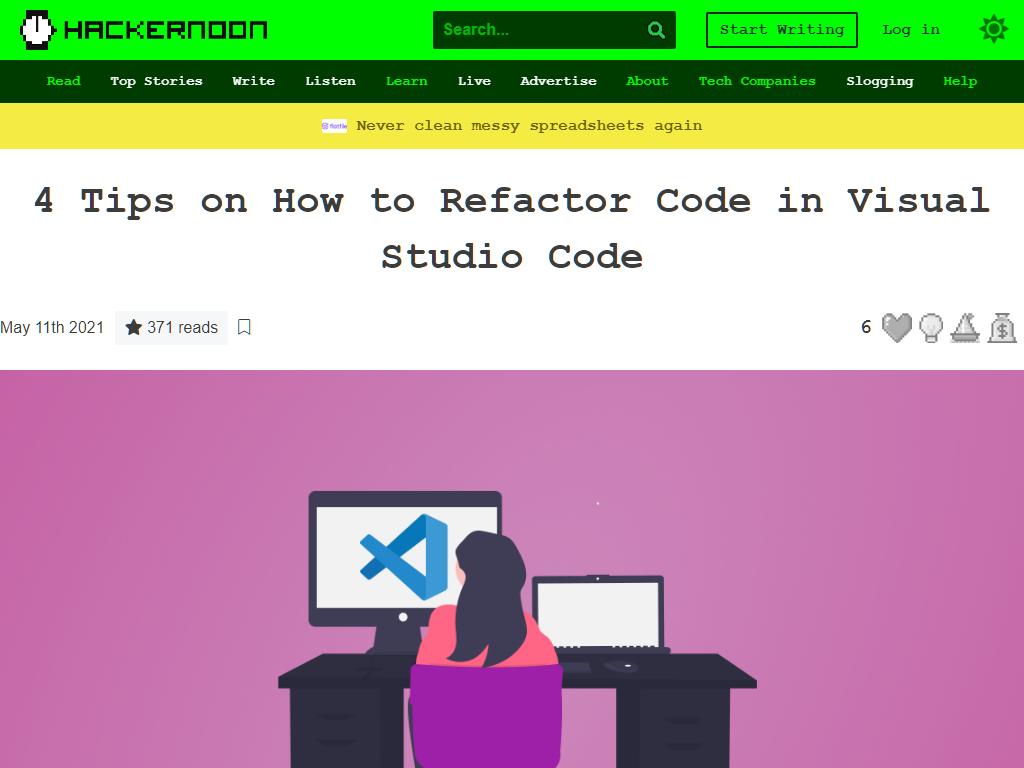 HACKERNOON
Search...
Start Writing
Log in
Read Top Stories Write Listen Learn Live Advertise About Tech Companies Slogging Help
flatfile Never clean messy spreadsheets again
4 Tips on How to Refactor Code in Visual
Studio Code
May 11th 2021
371 reads
6